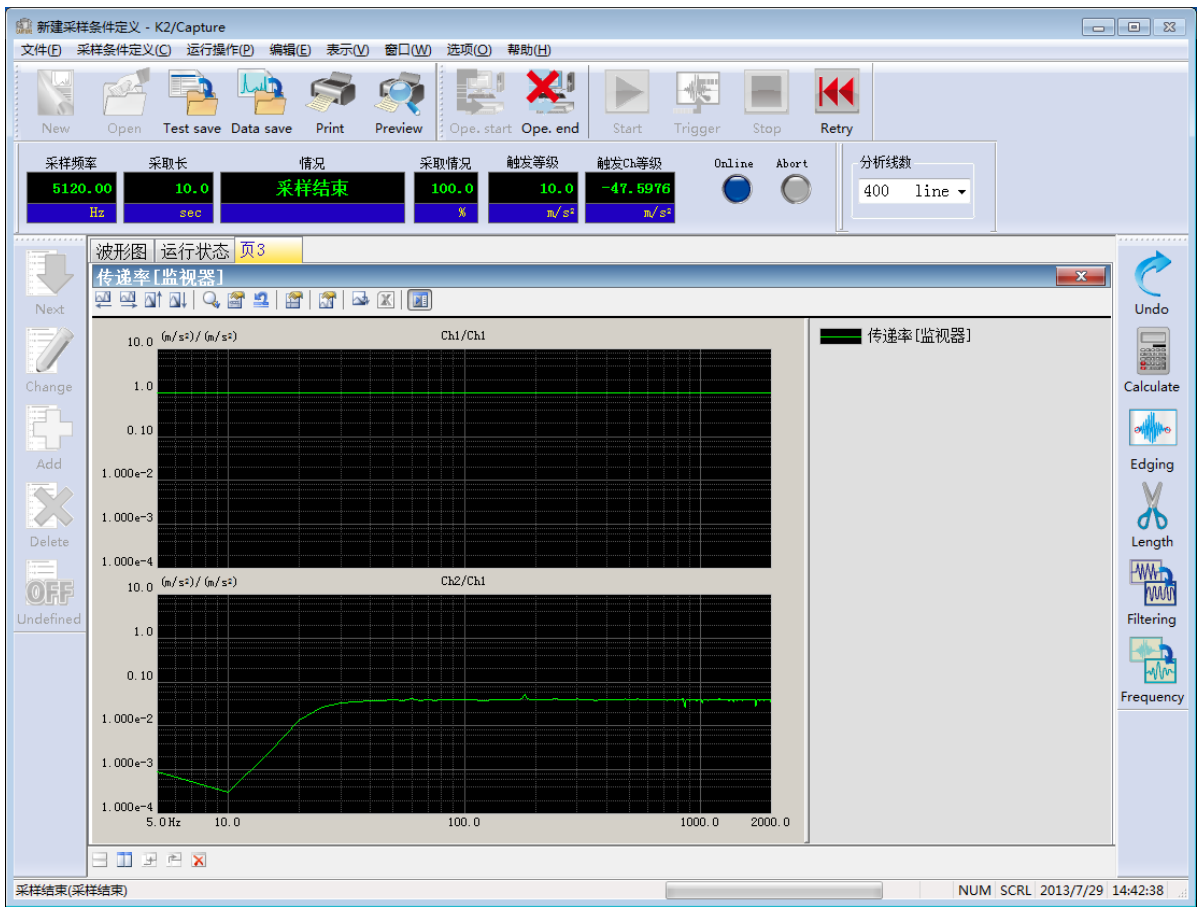 新建采样条件定义 - K2/Capture
文件(F) 采样条件定义(C) 运行操作(P) 编辑(E) 表示(V) 窗口(W) 选项(O) 帮助(H)
New Open Test save Data save Print Preview Ope. start Ope. end Start Trigger Stop Retry
采样频率 采取长 情况 采取情况 触发等级 触发Ch等级 Online Abort 分析线数
5120.00 10.0 采样结束 100.0 10.0 -47.5976 400 line
Hz sec % m/s² m/s²
波形图 运行状态 页3
传递率[监视器]
Next
Change
Add
Delete
OFF
Undefined
10.0 (m/s²)/(m/s²) Ch1/Ch1
1.0
0.10
1.000e-2
1.000e-3
1.000e-4
10.0 (m/s²)/(m/s²) Ch2/Ch1
1.0
0.10
1.000e-2
1.000e-3
1.000e-4
5.0Hz 10.0 100.0 1000.0 2000.0
传递率[监视器]
Undo
Calculate
Edging
Length
Filtering
Frequency
采样结束(采样结束) NUM SCRL 2013/7/29 14:42:38